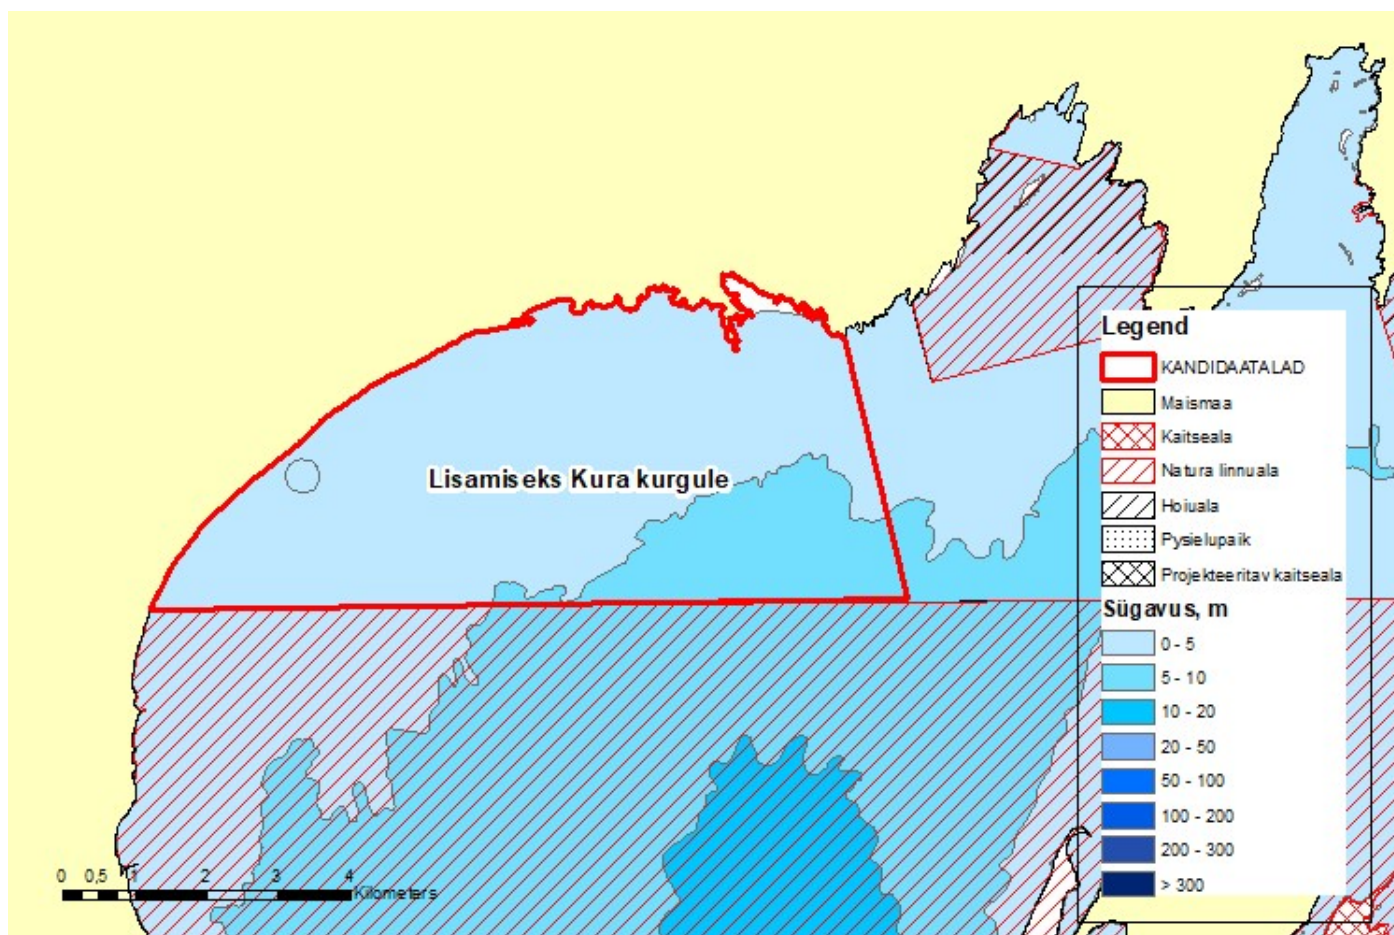 Lisamiseks Kura kurgule
Legend
KANDIDAATALAD
Maismaa
Kaitseala
Natura linnuala
Hoiuala
Pysielupaik
Projekteeritav kaitseala
Sügavus, m
0 - 5
5 - 10
10 - 20
20 - 50
50 - 100
100 - 200
200 - 300
> 300
0 0,5 1 2 3 4
Kilometers